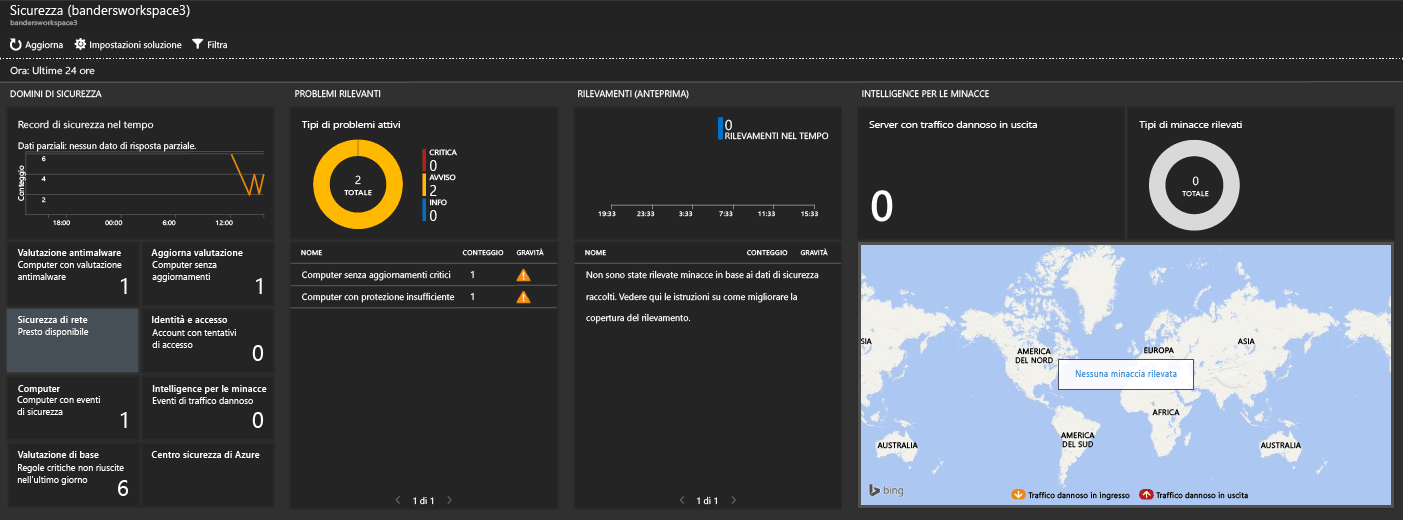 Sicurezza (bandersworkspace3)
bandersworkspace3
Aggiorna
Impostazioni soluzione
Filtra
Ora: Ultime 24 ore
DOMINI DI SICUREZZA
Record di sicurezza nel tempo
Dati parziali: nessun dato di risposta parziale.
Conteggio
6
4
2
18:00 00:00 6:00 12:00
Valutazione antimalware
Computer con valutazione
antimalware
1
Aggiorna valutazione
Computer senza
aggiornamenti
1
Sicurezza di rete
Presto disponibile
Identità e accesso
Account con tentativi
di accesso
0
Computer
Computer con eventi
di sicurezza
1
Intelligence per le minacce
Eventi di traffico dannoso
0
Valutazione di base
Regole critiche non riuscite
nell'ultimo giorno
6
Centro sicurezza di Azure
PROBLEMI RILEVANTI
Tipi di problemi attivi
2
TOTALE
CRITICA
0
AVVISO
2
INFO
0
NOME CONTEGGIO GRAVITÀ
Computer senza aggiornamenti critici 1
Computer con protezione insufficiente 1
1 di 1
RILEVAMENTI (ANTEPRIMA)
0
RILEVAMENTI NEL TEMPO
19:33 23:33 3:33 7:33 11:33 15:33
NOME CONTEGGIO GRAVITÀ
Non sono state rilevate minacce in base ai dati di sicurezza
raccolti. Vedere qui le istruzioni su come migliorare la
copertura del rilevamento.
1 di 1
INTELLIGENCE PER LE MINACCE
Server con traffico dannoso in uscita
0
Tipi di minacce rilevati
0
TOTALE
SIA
AMERICA
DEL NORD
EUROPA
ASIA
Nessuna minaccia rilevata
AFRICA
AMERICA
DEL SUD
AUSTRALIA
AUSTRALIA
bing
Traffico dannoso in ingresso
Traffico dannoso in uscita